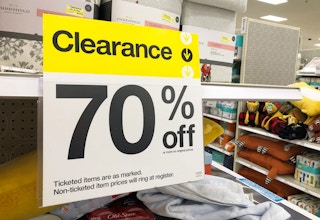 Clearance
70%
off
Ticketed items are as marked.
Non-ticketed item prices will ring at register.